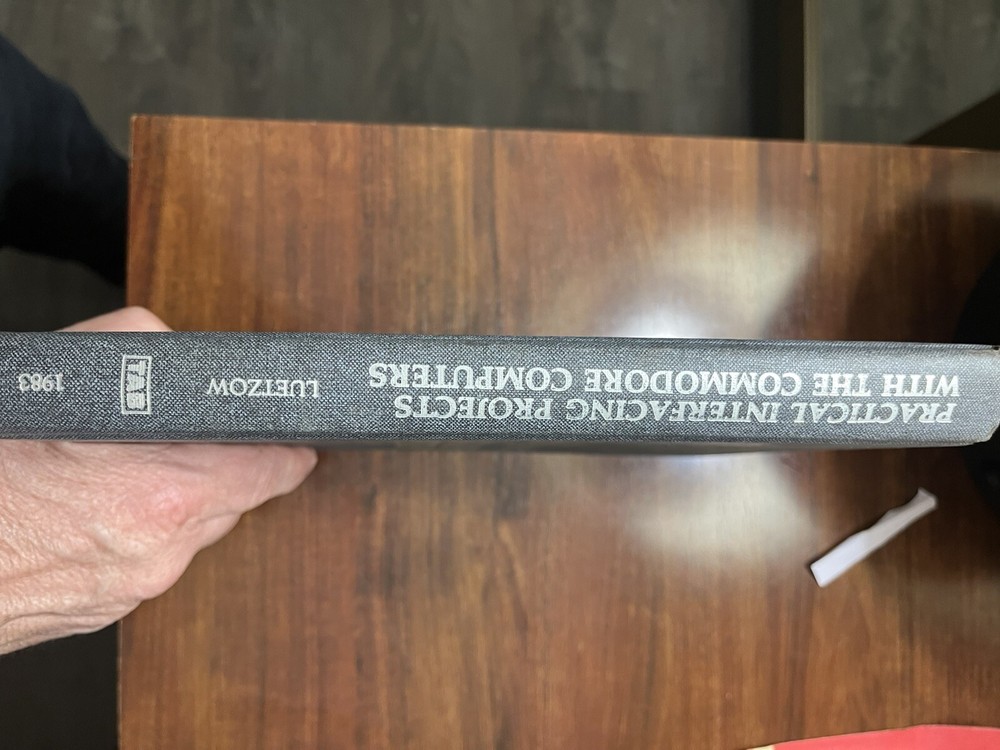 PRACTICAL INTERFACING PROJECTS
WITH THE COMMODORE COMPUTERS
LUETZOW
TAB
1983